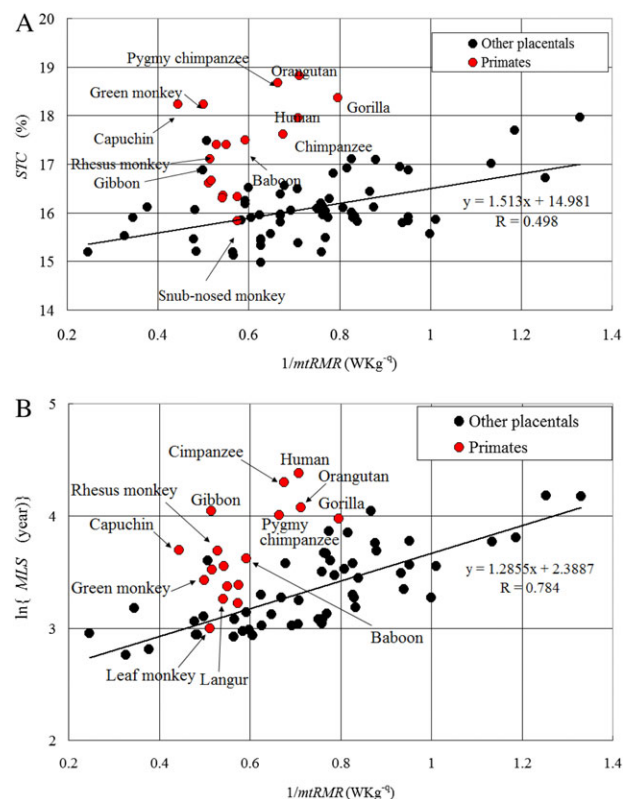 A
Other placentals
Primates
19
Pygmy chimpanzee
Orangutan
Green monkey
Gorilla
18
Human
Capuchin
Chimpanzee
STC (%)
Rhesus monkey
17
Gibbon
Baboon
16
y = 1.513x + 14.981
R = 0.498
15
Snub-nosed monkey
14
0.2 0.4 0.6 0.8 1 1.2 1.4
1/mtRMR (WKg⁻q)
B
5
Other placentals
Primates
Cimpanzee
Human
Orangutan
Rhesus monkey
Gibbon
Gorilla
4
Capuchin
Pygmy
chimpanzee
ln{ MLS (year)}
Green monkey
y = 1.2855x + 2.3887
R = 0.784
3
Baboon
Leaf monkey
Langur
2
0.2 0.4 0.6 0.8 1 1.2 1.4
1/mtRMR (WKg⁻q)